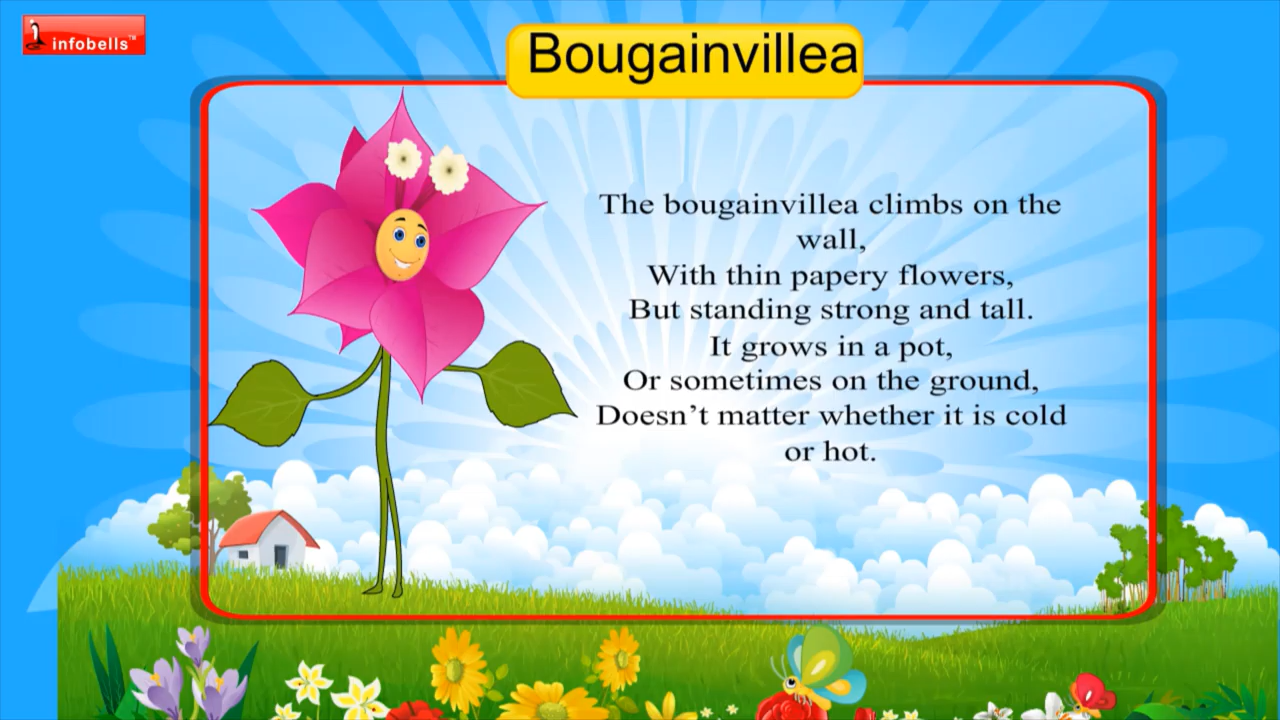 infobells™
Bougainvillea
The bougainvillea climbs on the
wall,
With thin papery flowers,
But standing strong and tall.
It grows in a pot,
Or sometimes on the ground,
Doesn’t matter whether it is cold
or hot.